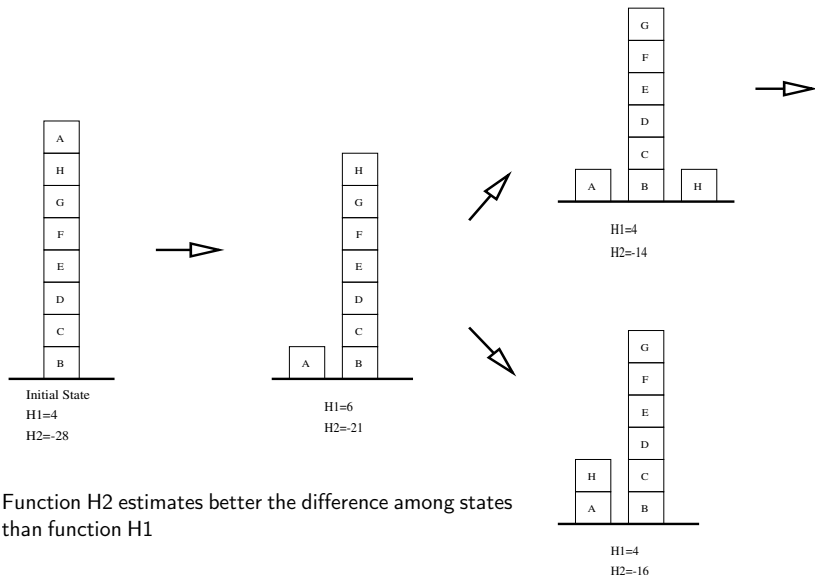 A
H
G
F
E
D
C
B
Initial State
H1=4
H2=-28
H
G
F
E
D
C
A B
H1=6
H2=-21
G
F
E
D
C
A B H
H1=4
H2=-14
G
F
E
D
H C
A B
H1=4
H2=-16
Function H2 estimates better the difference among states
than function H1